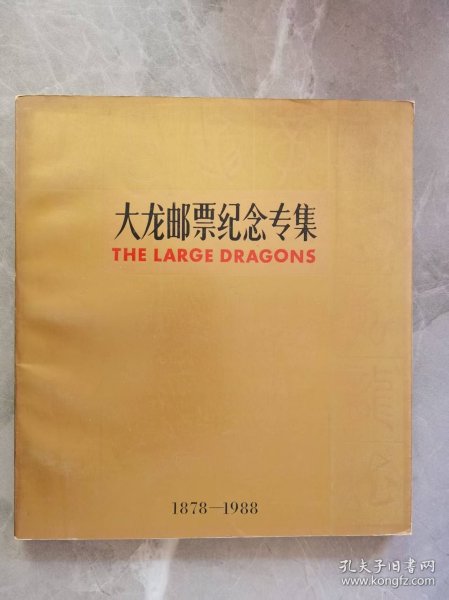 大龙邮票纪念专集
THE LARGE DRAGONS
1878—1988
孔夫子旧书网
www.kongfz.com